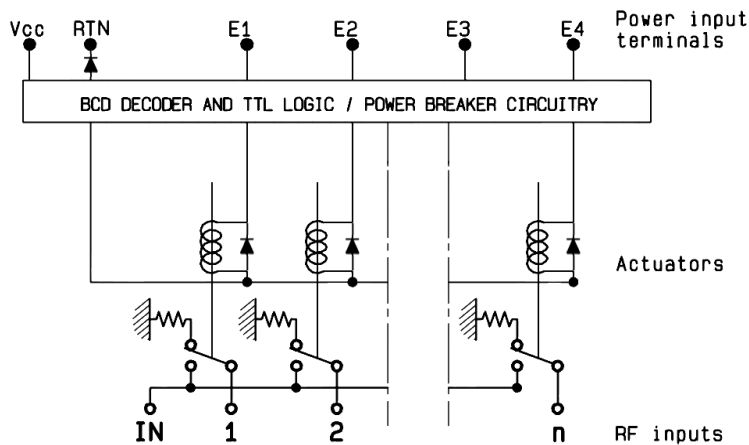 Vcc RTN E1 E2 E3 E4 Power input
terminals
BCD DECODER AND TTL LOGIC / POWER BREAKER CIRCUITRY
Actuators
IN 1 2 n RF inputs